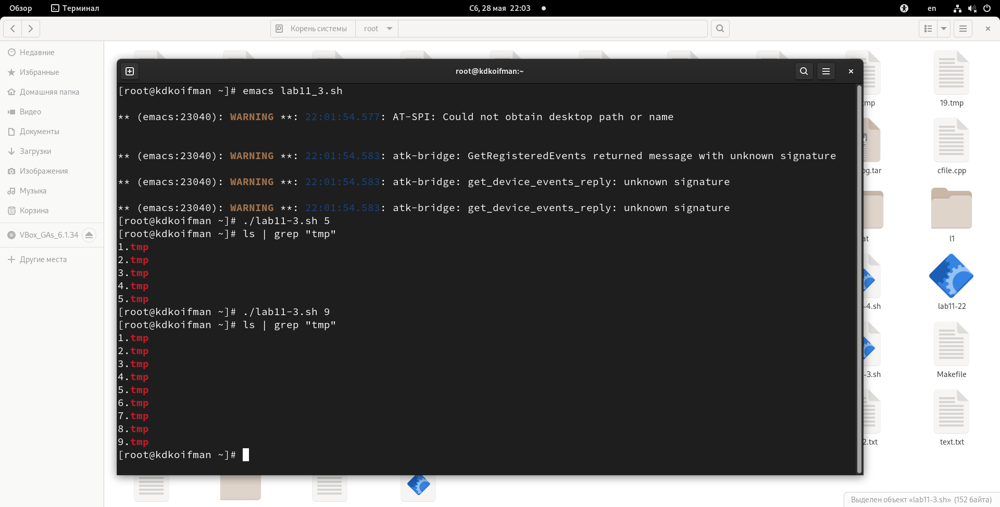 Обзор
Терминал
Сб, 28 мая 22:03
en
Корень системы
root
Недавние
Избранные
Домашняя папка
Видео
Документы
Загрузки
Изображения
Музыка
Корзина
VBox_GAs_6.1.34
Другие места
root@kdkoifman:~
[root@kdkoifman ~]# emacs lab11_3.sh
** (emacs:23040): WARNING **: 22:01:54.577: AT-SPI: Could not obtain desktop path or name
** (emacs:23040): WARNING **: 22:01:54.583: atk-bridge: GetRegisteredEvents returned message with unknown signature
** (emacs:23040): WARNING **: 22:01:54.583: atk-bridge: get_device_events_reply: unknown signature
** (emacs:23040): WARNING **: 22:01:54.583: atk-bridge: get_device_events_reply: unknown signature
[root@kdkoifman ~]# ./lab11-3.sh 5
[root@kdkoifman ~]# ls | grep "tmp"
1.tmp
2.tmp
3.tmp
4.tmp
5.tmp
[root@kdkoifman ~]# ./lab11-3.sh 9
[root@kdkoifman ~]# ls | grep "tmp"
1.tmp
2.tmp
3.tmp
4.tmp
5.tmp
6.tmp
7.tmp
8.tmp
9.tmp
[root@kdkoifman ~]#
19.tmp
cfile.cpp
l1
-4.sh
lab11-22
-3.sh
Makefile
2.txt
text.txt
Выделен объект «lab11-3.sh» (152 байта)